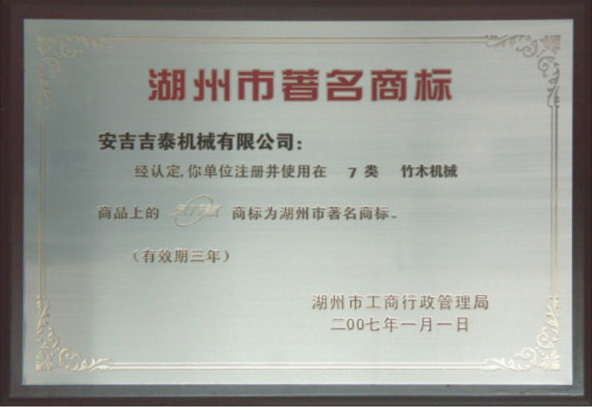 湖州市著名商标
安吉吉泰机械有限公司：
经认定，你单位注册并使用在 7 类 竹木机械
商品上的 商标为湖州市著名商标。
（有效期三年）
湖州市工商行政管理局
二〇〇七年一月一日